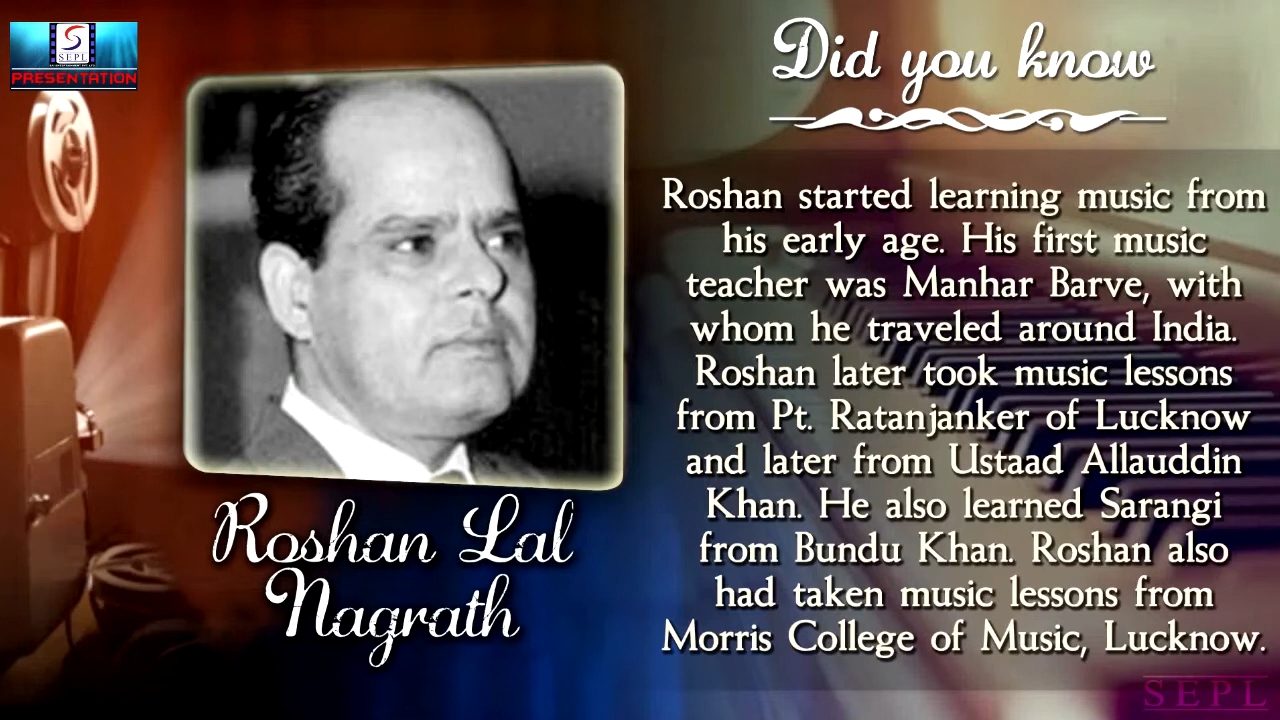 SEPL
PRESENTATION
Did you know
Roshan started learning music from
his early age. His first music
teacher was Manhar Barve, with
whom he traveled around India.
Roshan later took music lessons
from Pt. Ratanjanker of Lucknow
and later from Ustaad Allauddin
Khan. He also learned Sarangi
from Bundu Khan. Roshan also
had taken music lessons from
Morris College of Music, Lucknow.
Roshan Lal
Nagrath
SEPL